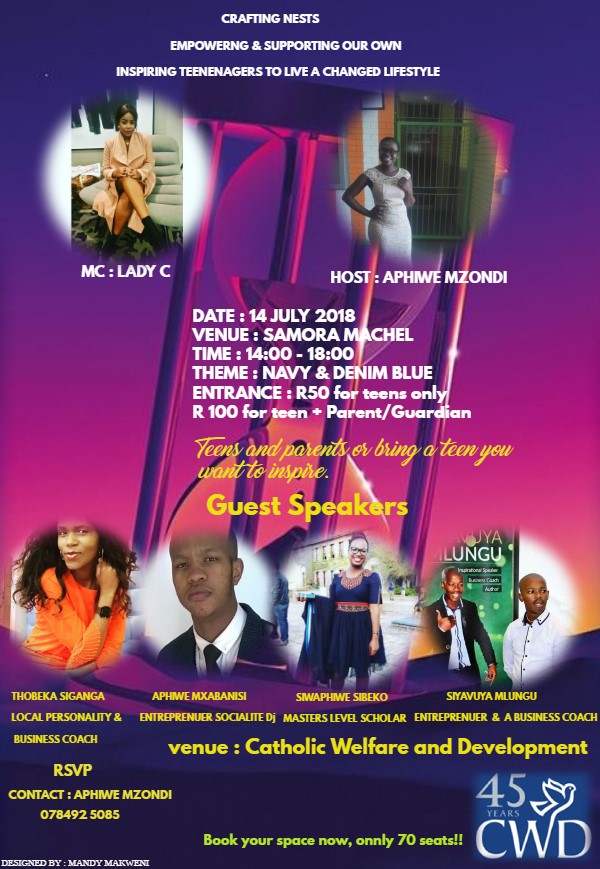 CRAFTING NESTS
EMPOWERNG & SUPPORTING OUR OWN
INSPIRING TEENENAGERS TO LIVE A CHANGED LIFESTYLE
MC : LADY C
HOST : APHIWE MZONDI
DATE : 14 JULY 2018
VENUE : SAMORA MACHEL
TIME : 14:00 - 18:00
THEME : NAVY & DENIM BLUE
ENTRANCE : R50 for teens only
R 100 for teen + Parent/Guardian
Teens and parents or bring a teen you
want to inspire.
Guest Speakers
UYA
MLUNGU
Inspirational Speaker
Business Coach
Author
THOBEKA SIGANGA
LOCAL PERSONALITY &
BUSINESS COACH
APHIWE MXABANISI
ENTREPRENUER SOCIALITE Dj
SIWAPHIWE SIBEKO
MASTERS LEVEL SCHOLAR
SIYAVUYA MLUNGU
ENTREPRENUER & A BUSINESS COACH
venue : Catholic Welfare and Development
RSVP
CONTACT : APHIWE MZONDI
078492 5085
45
YEARS
CWD
Book your space now, onnly 70 seats!!
DESIGNED BY : MANDY MAKWENI